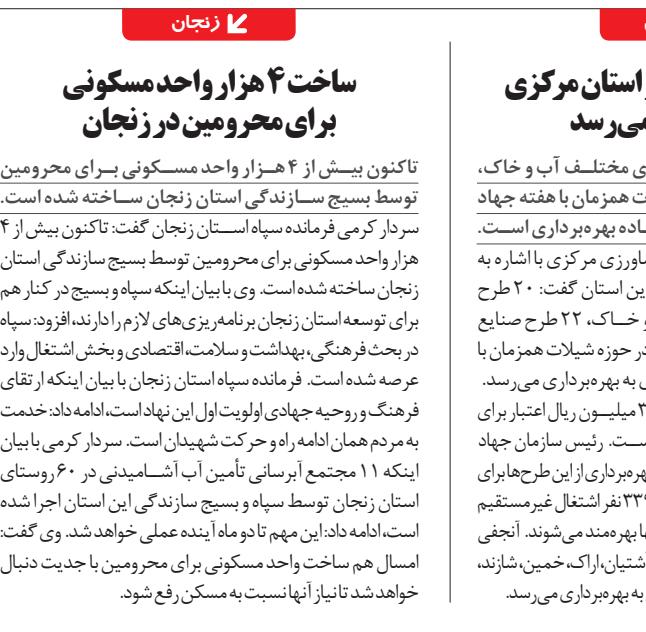 زنجان
ساخت ۴ هزار واحد مسکونی
برای محرومین در زنجان
تاکنون بیش از ۴ هزار واحد مسکونی برای محرومین
توسط بسیج سازندگی استان زنجان ساخته شده است.
سردار کرمی فرمانده سپاه استان زنجان گفت: تاکنون بیش از ۴
هزار واحد مسکونی برای محرومین توسط بسیج سازندگی استان
زنجان ساخته شده است. وی با بیان اینکه سپاه و بسیج در کنار هم
برای توسعه استان زنجان برنامه‌ریزی‌های لازم را دارند، افزود: سپاه
در بحث فرهنگی، بهداشت و سلامت، اقتصادی و بخش اشتغال وارد
عرصه شده است. فرمانده سپاه استان زنجان با بیان اینکه ارتقای
فرهنگ و روحیه جهادی اولویت اول این نهاد است، ادامه داد: خدمت
به مردم همان ادامه راه و حرکت شهیدان است. سردار کرمی با بیان
اینکه ۱۱ مجتمع آبرسانی تأمین آب آشامیدنی در ۶۰ روستای
استان زنجان توسط سپاه و بسیج سازندگی این استان اجرا شده
است، ادامه داد: این مهم تا دو ماه آینده عملی خواهد شد. وی گفت:
امسال هم ساخت واحد مسکونی برای محرومین با جدیت دنبال
خواهد شد تا نیاز آنها نسبت به مسکن رفع شود.
استان مرکزی
می‌رسد
مختلف آب و خاک،
همزمان با هفته جهاد
بهره‌برداری است.
مرکزی با اشاره به
این استان گفت: ۲۰ طرح
و خاک، ۲۲ طرح صنایع
در حوزه شیلات همزمان با
به بهره‌برداری می‌رسد.
میلیون ریال اعتبار برای
است. رئیس سازمان جهاد
بهره‌برداری از این طرح‌ها برای
نفر اشتغال غیرمستقیم
بهره‌مند می‌شوند. آنجفی
آشتیان، اراک، خمین، شازند،
به بهره‌برداری می‌رسد.